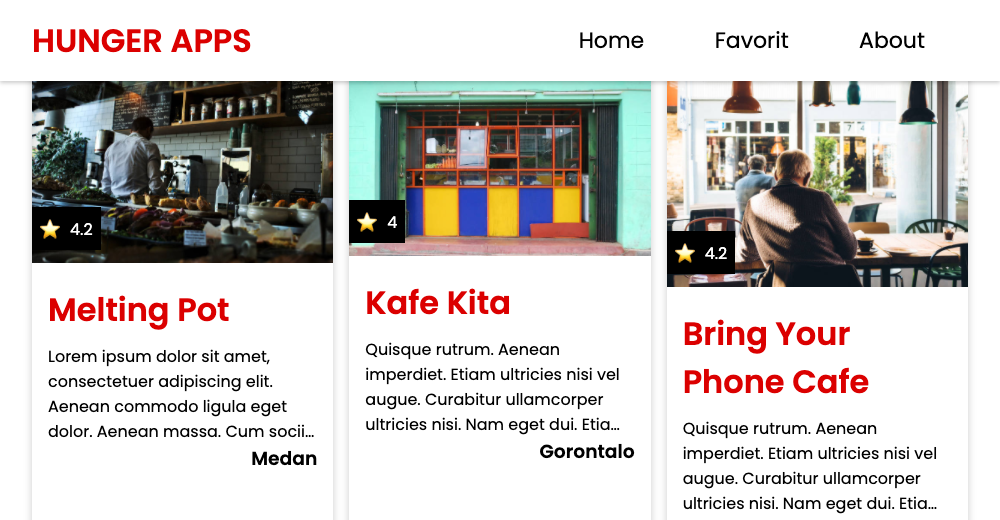 HUNGER APPS
Home
Favorit
About
4.2
Melting Pot
Lorem ipsum dolor sit amet,
consectetuer adipiscing elit.
Aenean commodo ligula eget
dolor. Aenean massa. Cum socii...
Medan
4
Kafe Kita
Quisque rutrum. Aenean
imperdiet. Etiam ultricies nisi vel
augue. Curabitur ullamcorper
ultricies nisi. Nam eget dui. Etia...
Gorontalo
4.2
Bring Your
Phone Cafe
Quisque rutrum. Aenean
imperdiet. Etiam ultricies nisi vel
augue. Curabitur ullamcorper
ultricies nisi. Nam eget dui. Etia...